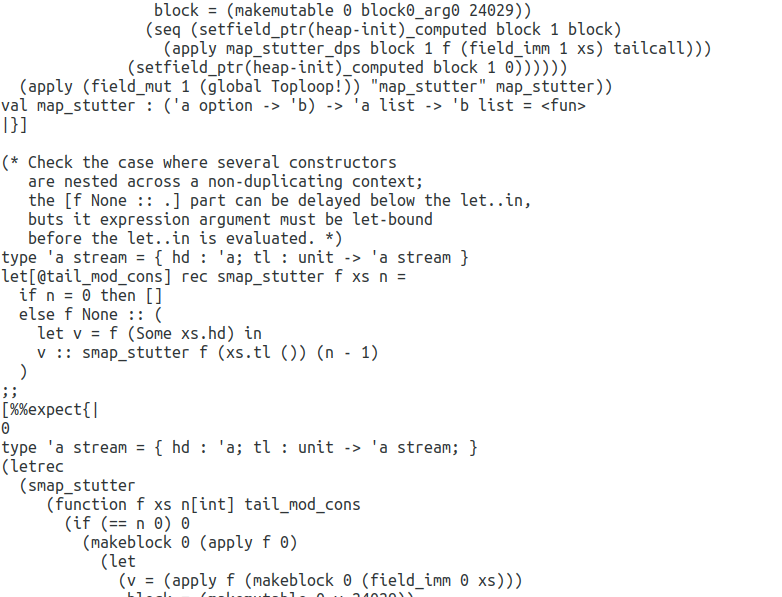 block = (makemutable 0 block0_arg0 24029))
(seq (setfield_ptr(heap-init)_computed block 1 block)
(apply map_stutter_dps block 1 f (field_imm 1 xs) tailcall)))
(setfield_ptr(heap-init)_computed block 1 0))))))
(apply (field_mut 1 (global Toploop!)) "map_stutter" map_stutter))
val map_stutter : ('a option -> 'b) -> 'a list -> 'b list = <fun>
|}]
(* Check the case where several constructors
are nested across a non-duplicating context;
the [f None :: .] part can be delayed below the let..in,
buts it expression argument must be let-bound
before the let..in is evaluated. *)
type 'a stream = { hd : 'a; tl : unit -> 'a stream }
let[@tail_mod_cons] rec smap_stutter f xs n =
if n = 0 then []
else f None :: (
let v = f (Some xs.hd) in
v :: smap_stutter f (xs.tl ()) (n - 1)
)
;;
[%%expect{|
0
type 'a stream = { hd : 'a; tl : unit -> 'a stream; }
(letrec
(smap_stutter
(function f xs n[int] tail_mod_cons
(if (== n 0) 0
(makeblock 0 (apply f 0)
(let
(v = (apply f (makeblock 0 (field_imm 0 xs)))
block = (makemutable 0 v 24029))